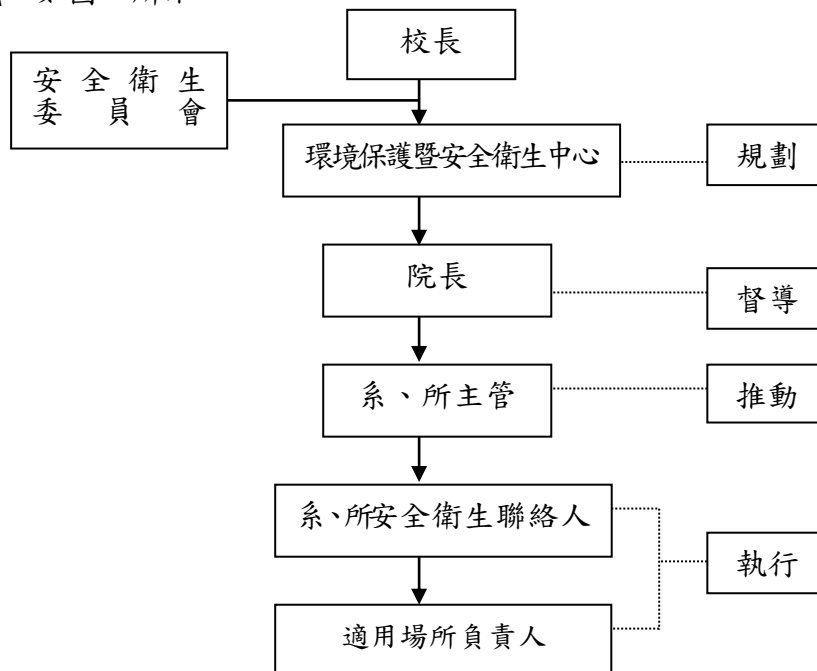 校長
安全衛生
委員會
環境保護暨安全衛生中心
規劃
院長
督導
系、所主管
推動
系、所安全衛生聯絡人
執行
適用場所負責人